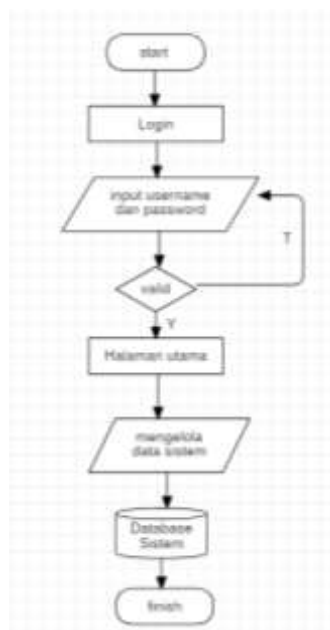 start
Login
input username
dan password
T
valid
Y
Halaman utama
mengelola
data sistem
Database
Sistem
finish